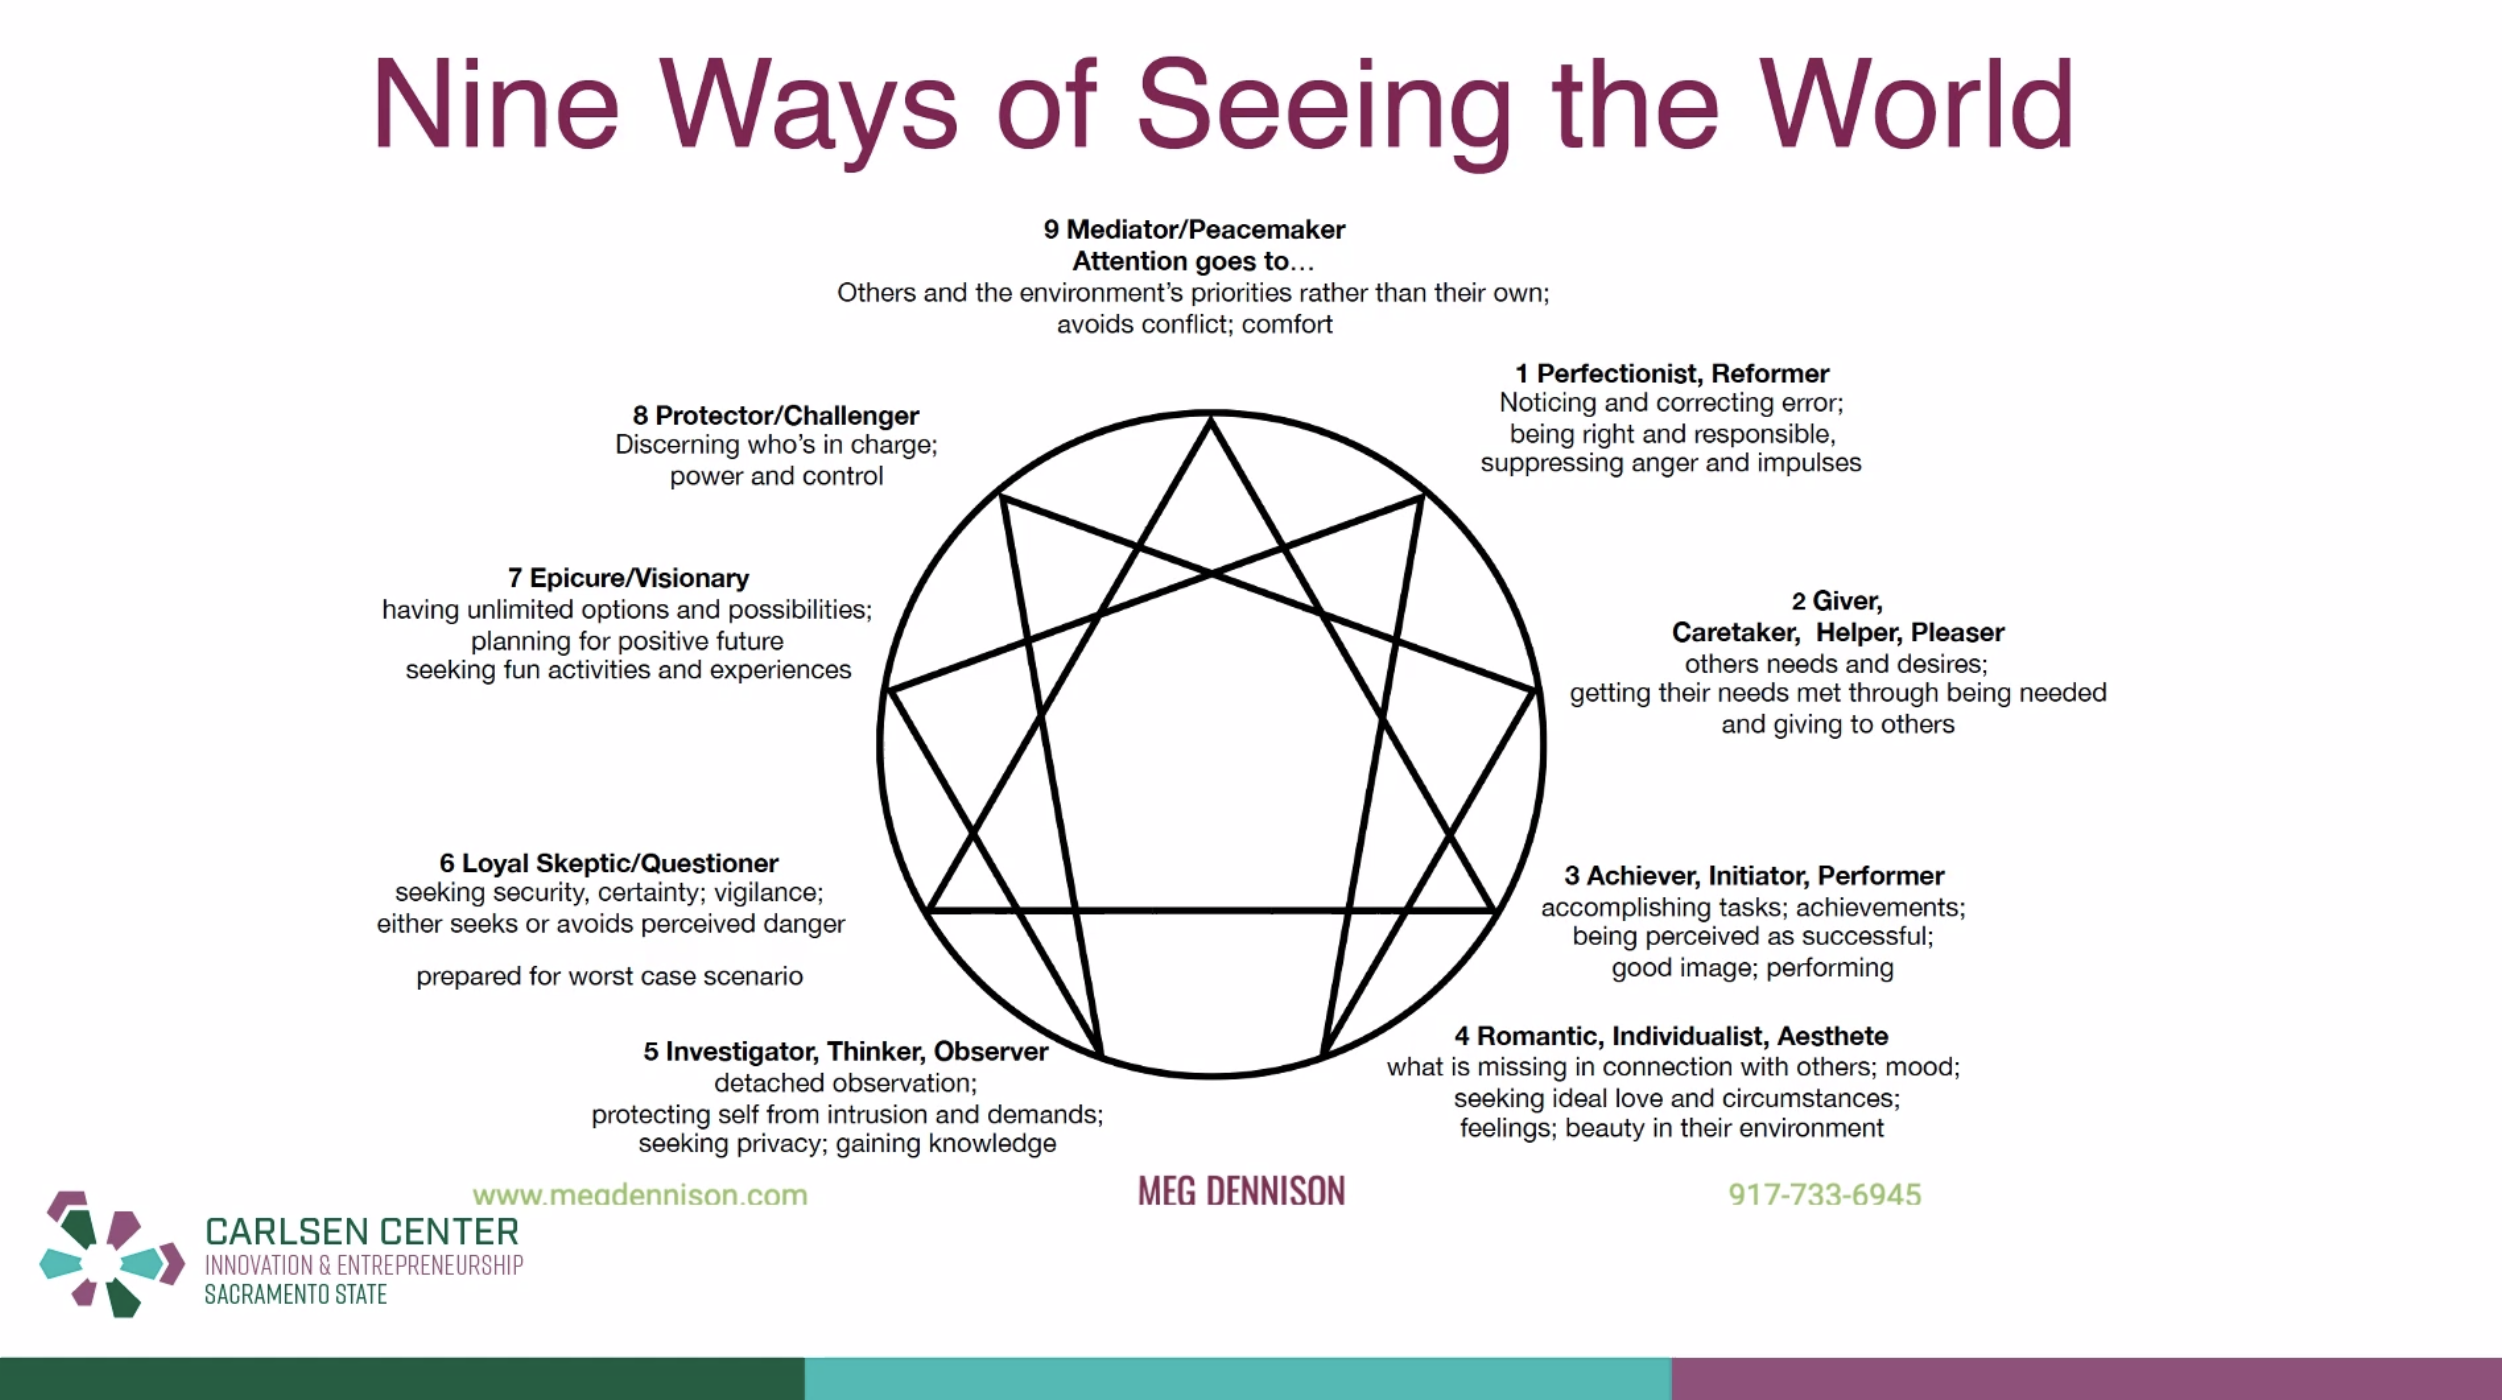 Nine Ways of Seeing the World
9 Mediator/Peacemaker
Attention goes to…
Others and the environment’s priorities rather than their own;
avoids conflict; comfort
1 Perfectionist, Reformer
Noticing and correcting error;
being right and responsible,
suppressing anger and impulses
8 Protector/Challenger
Discerning who’s in charge;
power and control
7 Epicure/Visionary
having unlimited options and possibilities;
planning for positive future
seeking fun activities and experiences
2 Giver,
Caretaker,  Helper, Pleaser
others needs and desires;
getting their needs met through being needed
and giving to others
6 Loyal Skeptic/Questioner
seeking security, certainty; vigilance;
either seeks or avoids perceived danger
prepared for worst case scenario
3 Achiever, Initiator, Performer
accomplishing tasks; achievements;
being perceived as successful;
good image; performing
5 Investigator, Thinker, Observer
detached observation;
protecting self from intrusion and demands;
seeking privacy; gaining knowledge
4 Romantic, Individualist, Aesthete
what is missing in connection with others; mood;
seeking ideal love and circumstances;
feelings; beauty in their environment
www.megdennison.com
MEG DENNISON
917-733-6945
CARLSEN CENTER
INNOVATION & ENTREPRENEURSHIP
SACRAMENTO STATE